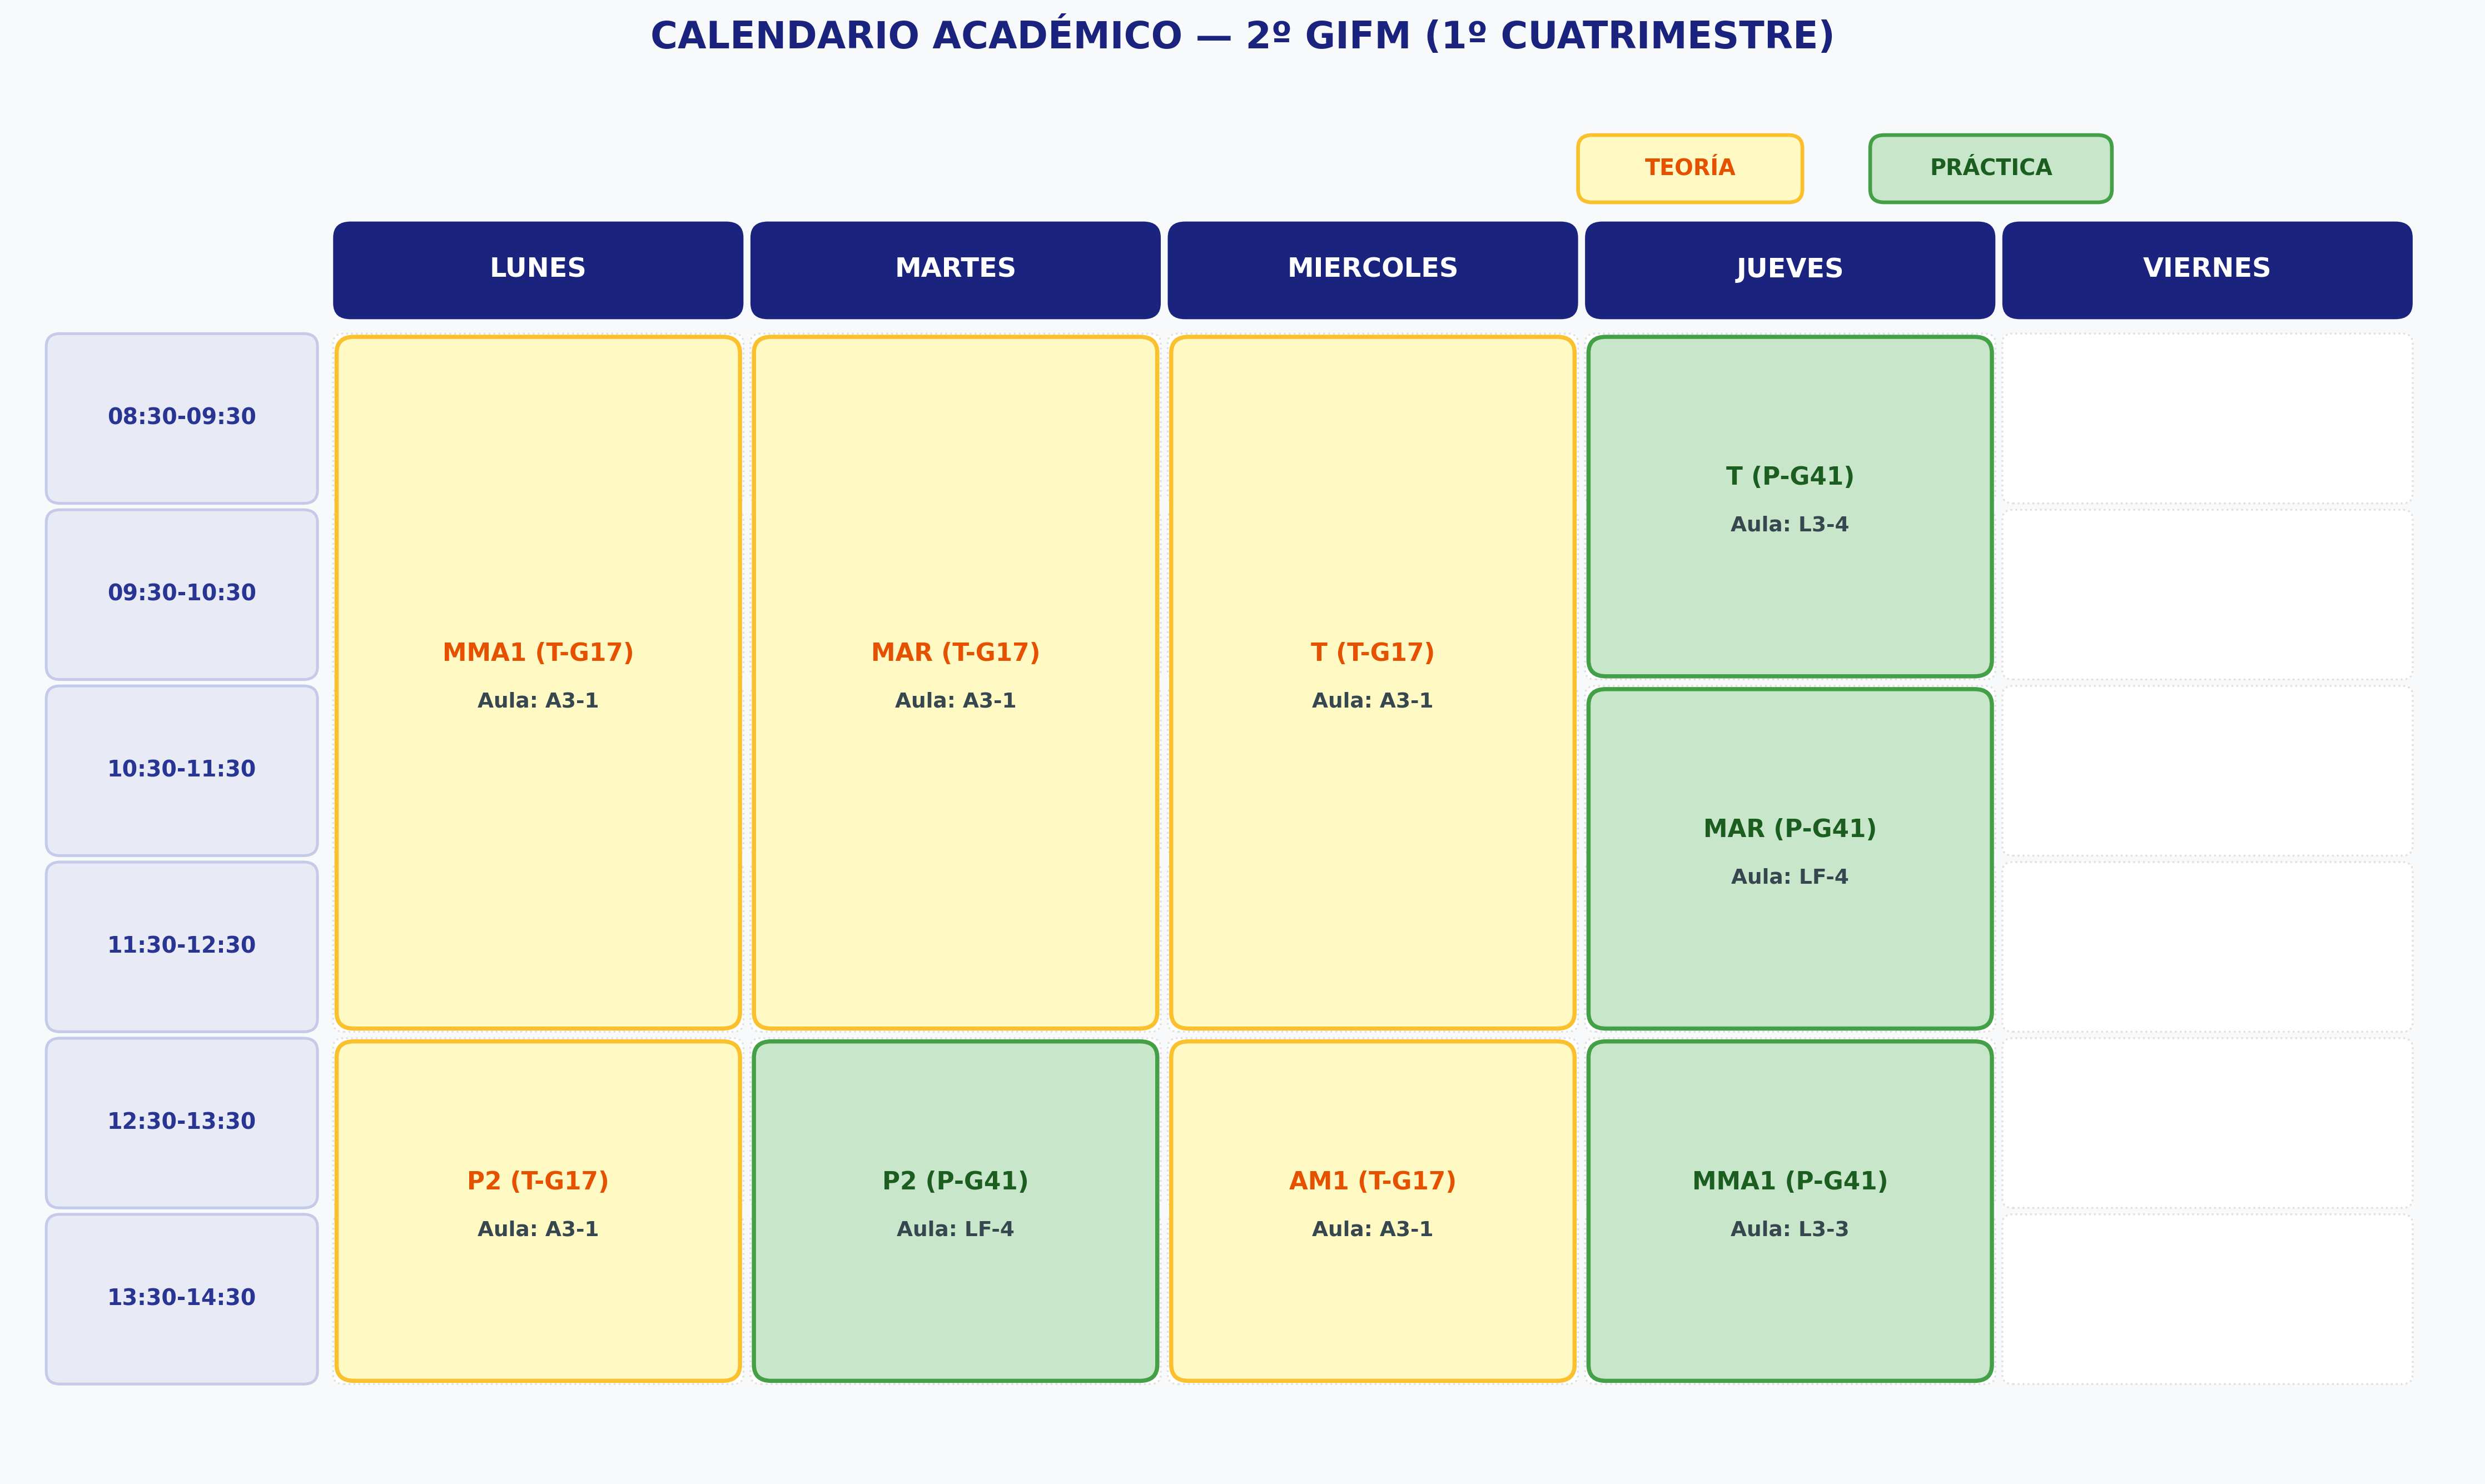 CALENDARIO ACADÉMICO — 2º GIFM (1º CUATRIMESTRE)
TEORÍA
PRÁCTICA
LUNES
MARTES
MIERCOLES
JUEVES
VIERNES
08:30-09:30
09:30-10:30
10:30-11:30
11:30-12:30
12:30-13:30
13:30-14:30
MMA1 (T-G17)
Aula: A3-1
P2 (T-G17)
Aula: A3-1
MAR (T-G17)
Aula: A3-1
P2 (P-G41)
Aula: LF-4
T (T-G17)
Aula: A3-1
AM1 (T-G17)
Aula: A3-1
T (P-G41)
Aula: L3-4
MAR (P-G41)
Aula: LF-4
MMA1 (P-G41)
Aula: L3-3